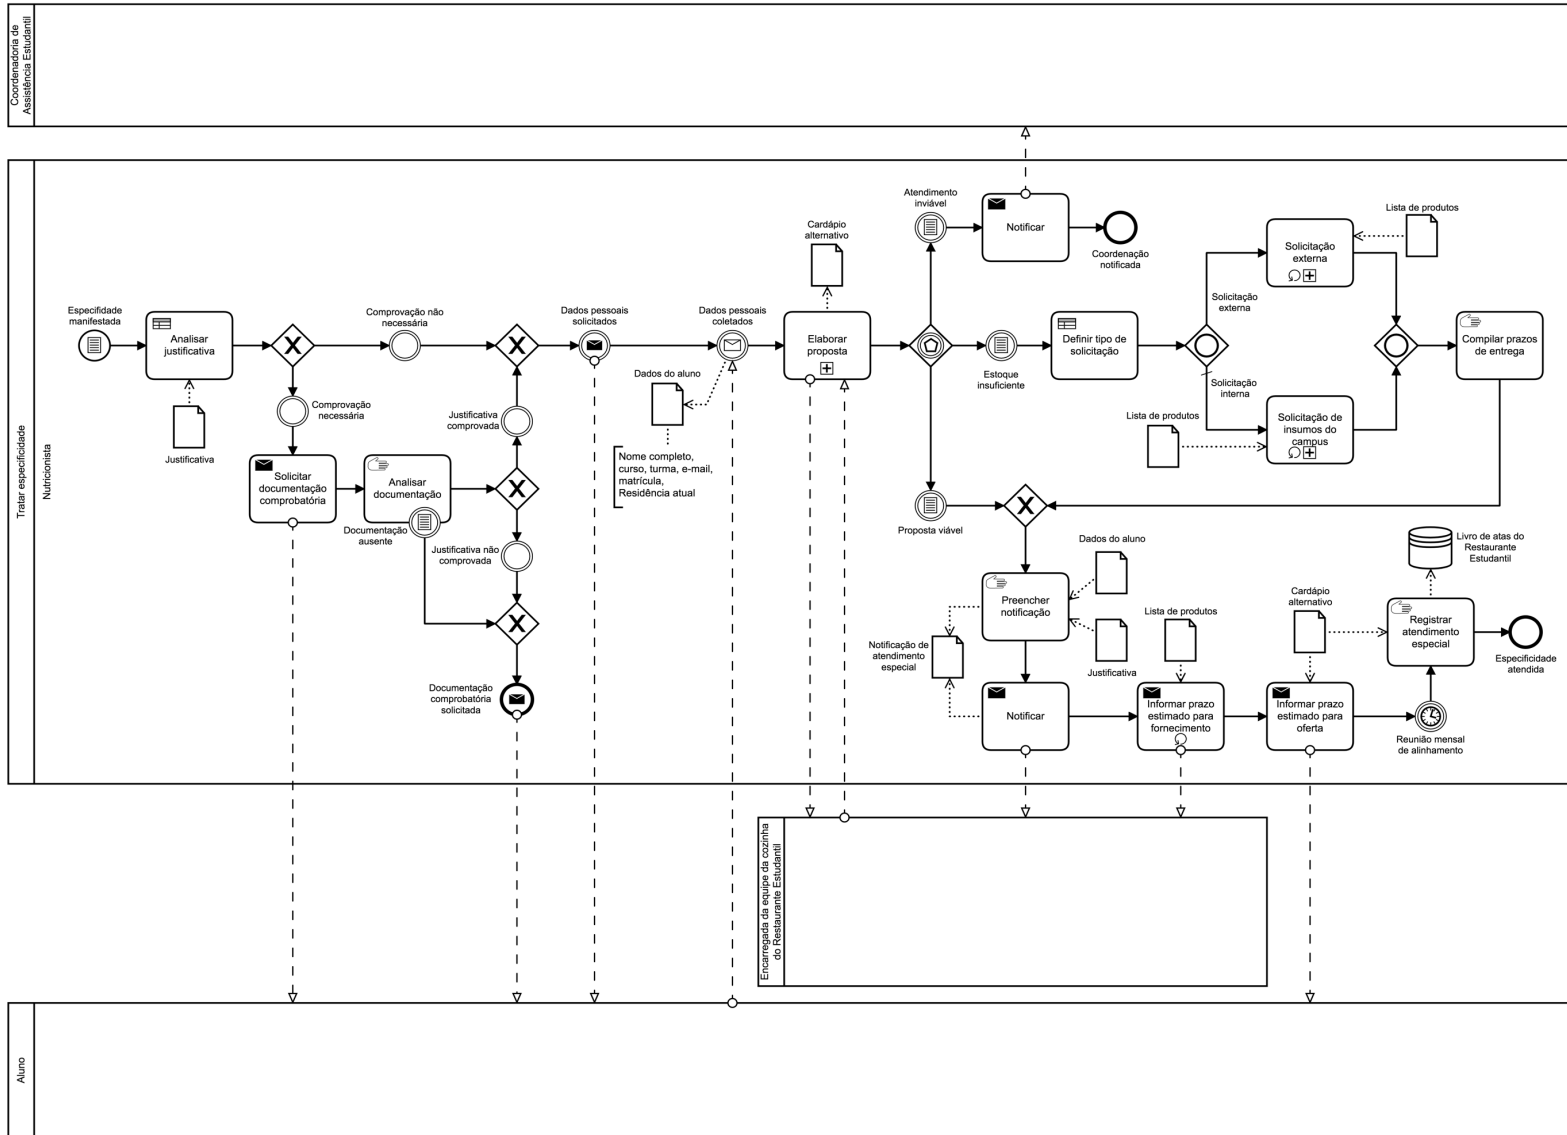 Coordenadoria de
Assistência Estudantil
Tratar especificidade
Nutricionista
Especifidade
manifestada
Analisar
justificativa
Justificativa
Comprovação não
necessária
Comprovação
necessária
Solicitar
documentação
comprobatória
Analisar
documentação
Documentação
ausente
Justificativa
comprovada
Justificativa não
comprovada
Documentação
comprobatória
solicitada
Dados pessoais
solicitados
Dados pessoais
coletados
Dados do aluno
Nome completo,
curso, turma, e-mail,
matrícula,
Residência atual
Cardápio
alternativo
Elaborar
proposta
Atendimento
inviável
Notificar
Coordenação
notificada
Estoque
insuficiente
Definir tipo de
solicitação
Solicitação
externa
Solicitação
interna
Solicitação
externa
Lista de produtos
Lista de produtos
Solicitação de
insumos do
campus
Compilar prazos
de entrega
Proposta viável
Preencher
notificação
Dados do aluno
Justificativa
Notificação de
atendimento
especial
Notificar
Lista de produtos
Informar prazo
estimado para
fornecimento
Cardápio
alternativo
Informar prazo
estimado para
oferta
Reunião mensal
de alinhamento
Registrar
atendimento
especial
Livro de atas do
Restaurante
Estudantil
Especificidade
atendida
Encarregada da equipe da cozinha
do Restaurante Estudantil
Aluno